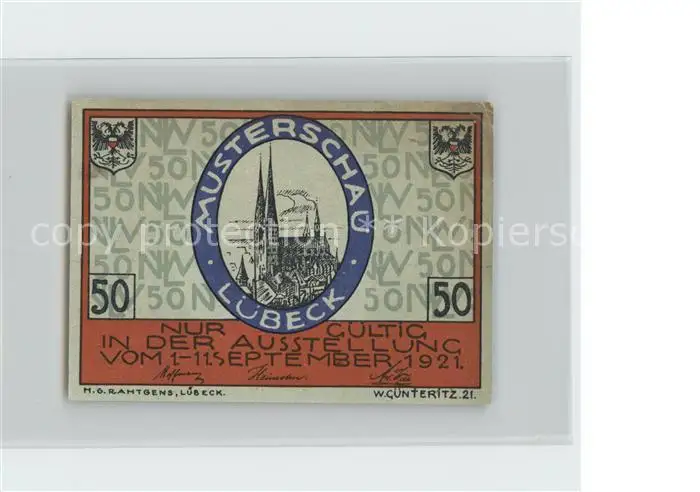 MUSTERSCHAU
LÜBECK
50 50
NUR GÜLTIG
IN DER AUSSTELLUNG
VOM 1-11. SEPTEMBER 1921.
H.G. RAHTGENS, LÜBECK. W. GÜNTERITZ. 21.
copy protection ** Kopiersu